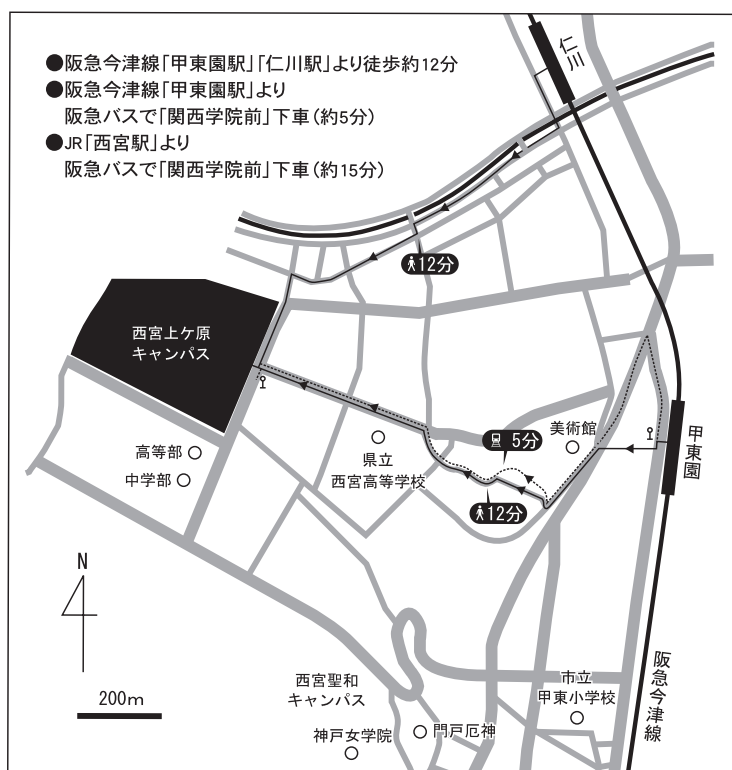 ●阪急今津線「甲東園駅」「仁川駅」より徒歩約12分
●阪急今津線「甲東園駅」より
阪急バスで「関西学院前」下車(約5分)
●JR「西宮駅」より
阪急バスで「関西学院前」下車(約15分)
仁川
12分
西宮上ケ原
キャンパス
美術館
甲東園
5分
高等部
県立
西宮高等学校
中学部
12分
N
200m
西宮聖和
キャンパス
市立
甲東小学校
阪急今津線
神戸女学院
門戸厄神